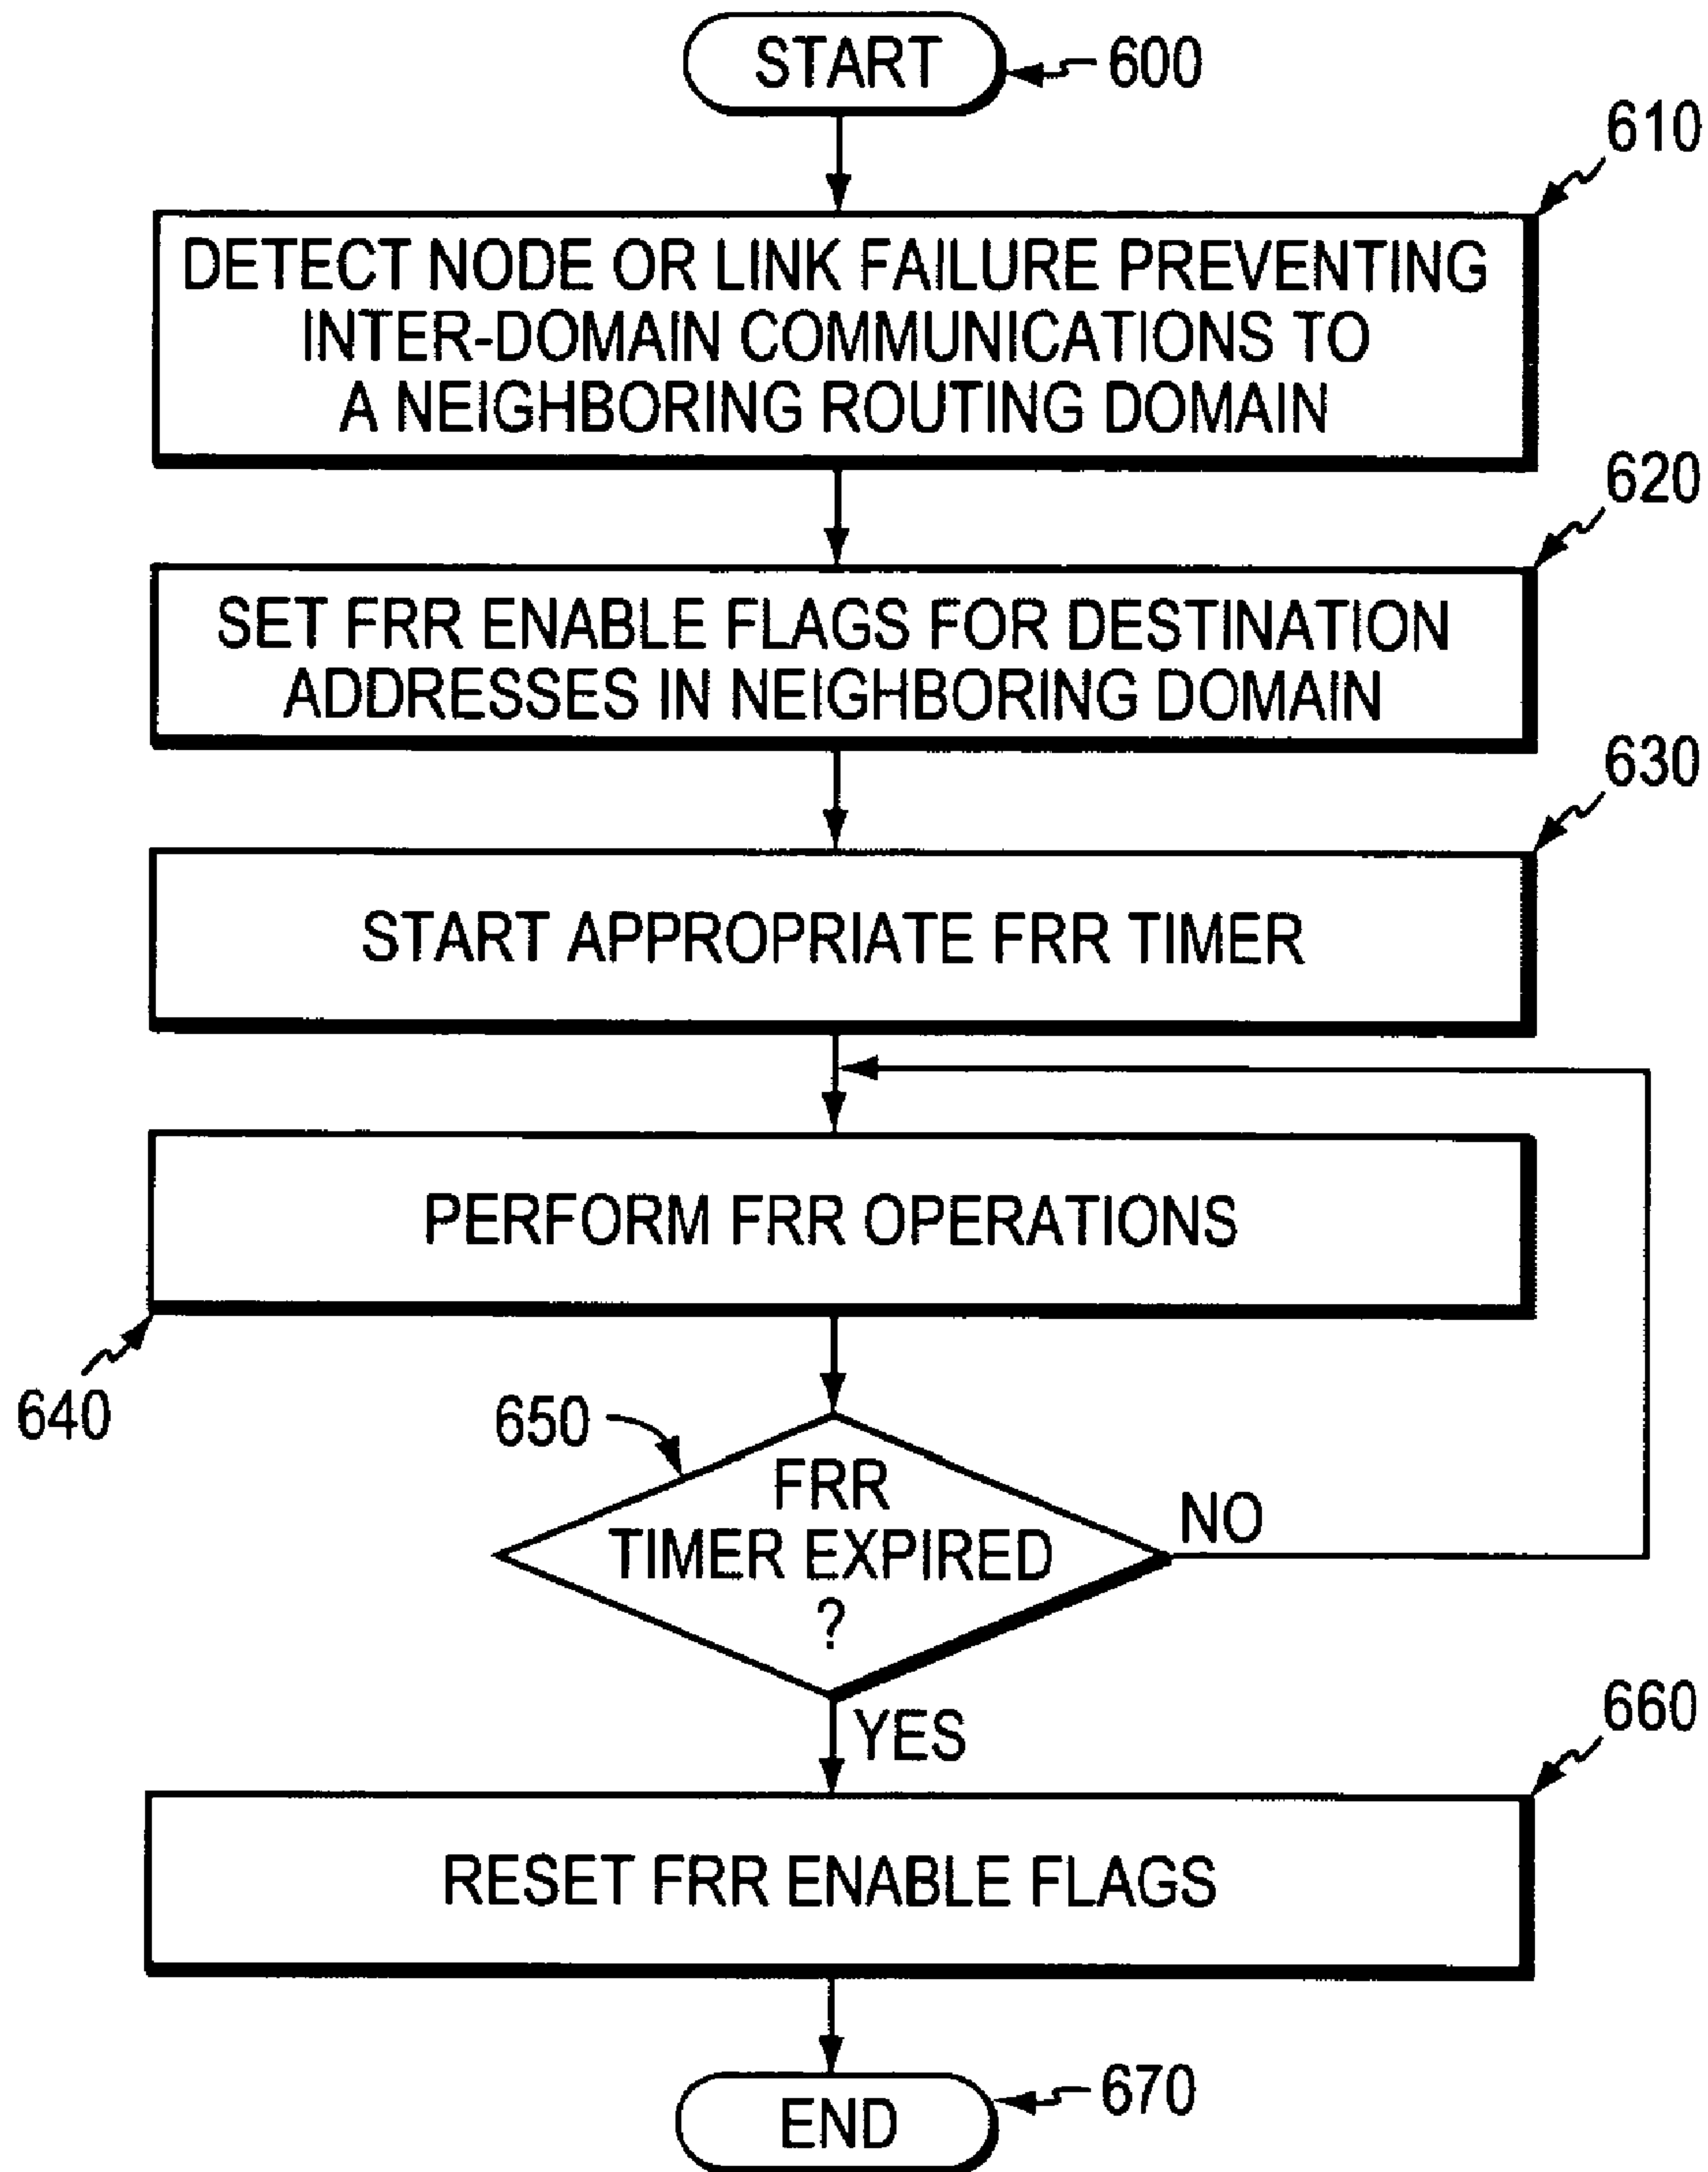 START
600
610
DETECT NODE OR LINK FAILURE PREVENTING
INTER-DOMAIN COMMUNICATIONS TO
A NEIGHBORING ROUTING DOMAIN
620
SET FRR ENABLE FLAGS FOR DESTINATION
ADDRESSES IN NEIGHBORING DOMAIN
630
START APPROPRIATE FRR TIMER
PERFORM FRR OPERATIONS
640
650
FRR
TIMER EXPIRED
?
NO
YES
660
RESET FRR ENABLE FLAGS
END
670